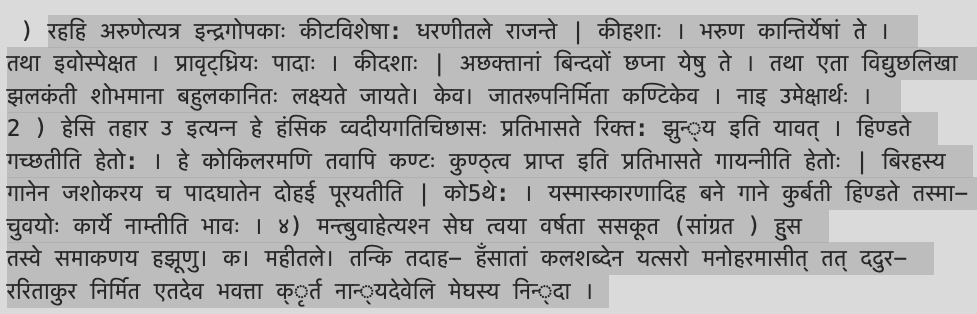 ) रहहि अरुणेत्यत्र इन्द्रगोपकाः कीटविशेषा: धरणीतले राजन्ते | कीहशाः । भरुण कान्तिर्येषां ते ।
तथा इवोस्पेक्षत । प्रावृट्ध्रियः पादाः । कीदशाः | अछक्तानां बिन्दवों छप्ना येषु ते । तथा एता विद्युछलिखा
झलकंती शोभमाना बहुलकानितः लक्ष्यते जायते। केव। जातरूपनिर्मिता कण्टिकेव । नाइ उमेक्षार्थः ।
2 ) हेसि तहार उ इत्यन्न हे हंसिक व्वदीयगतिचिछासः प्रतिभासते रिक्त: झुन्‍्य इति यावत् । हिण्डते
गच्छतीति हेतो: । हे कोकिलरमणि तवापि कण्टः कुण्ठ्त्व प्राप्त इति प्रतिभासते गायन्नीति हेतोः | बिरहस्य
गानेन जशोकरय च पादघातेन दोहई पूरयतीति | को5थे: । यस्मास्कारणादिह बने गाने कुर्बती हिण्डते तस्मा–
चुवयोः कार्ये नाम्तीति भावः । ४) मन्त्बुवाहेत्यश्न सेघ त्वया वर्षता ससकूत (सांग्रत ) हु्स
तस्वे समाकणय हझूणु। क। महीतले। तन्कि तदाह– हँसातां कलशब्देन यत्सरो मनोहरमासीत् तत् ददुर–
ररिताकुर निर्मित एतदेव भवत्ता क्‍ृर्त नान्‍्यदेवेलि मेघस्य निन्‍्दा ।